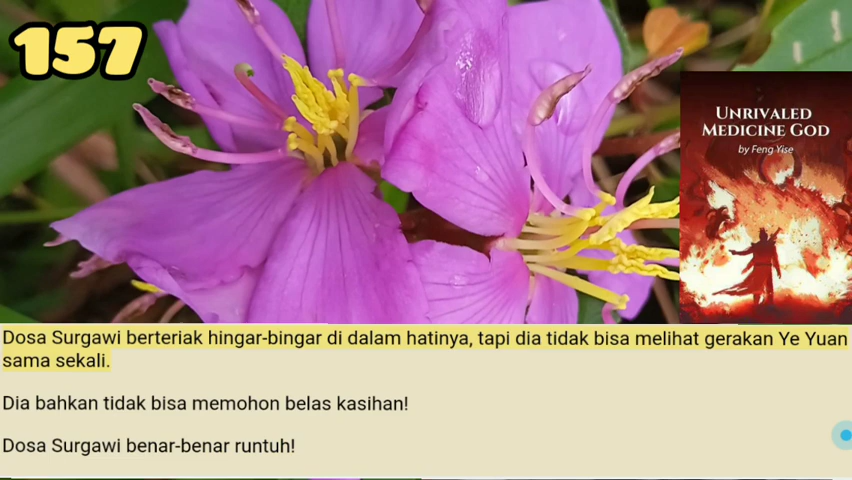 157
UNRIVALED
MEDICINE GOD
by Feng Yise
Dosa Surgawi berteriak hingar-bingar di dalam hatinya, tapi dia tidak bisa melihat gerakan Ye Yuan
sama sekali.
Dia bahkan tidak bisa memohon belas kasihan!
Dosa Surgawi benar-benar runtuh!